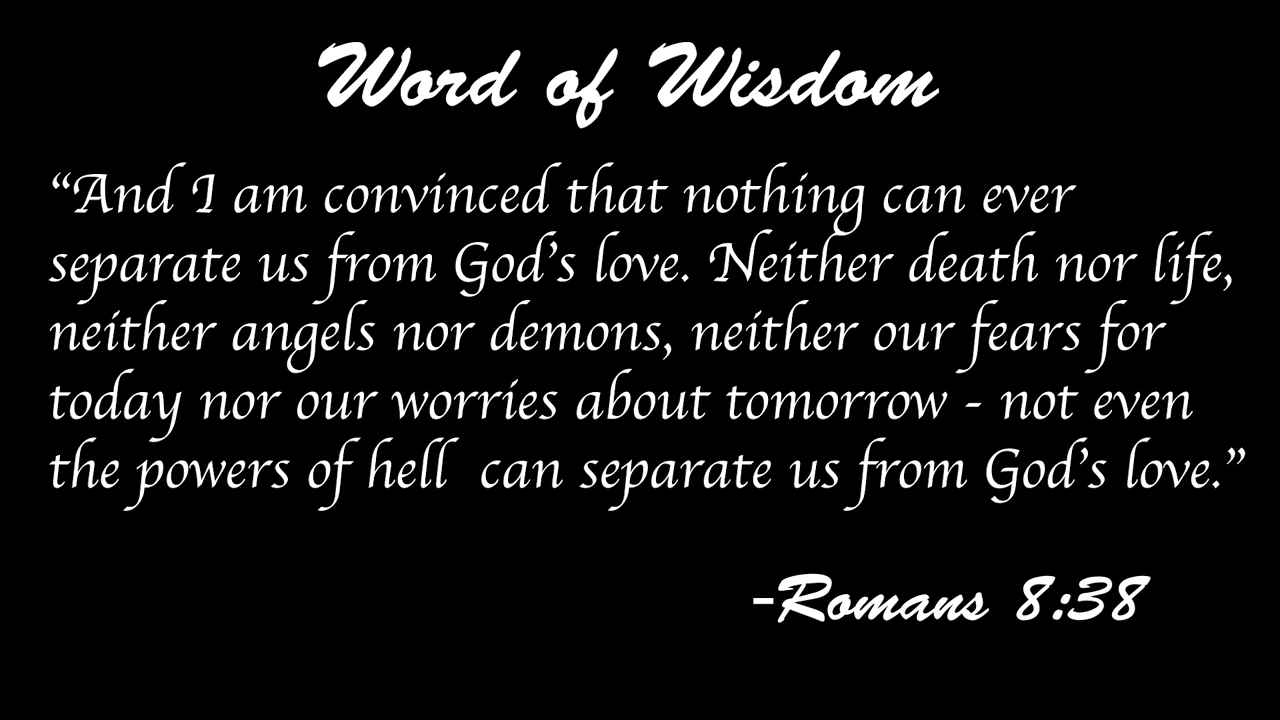 Word of Wisdom
“And I am convinced that nothing can ever
separate us from God’s love. Neither death nor life,
neither angels nor demons, neither our fears for
today nor our worries about tomorrow - not even
the powers of hell  can separate us from God’s love.”
-Romans 8:38